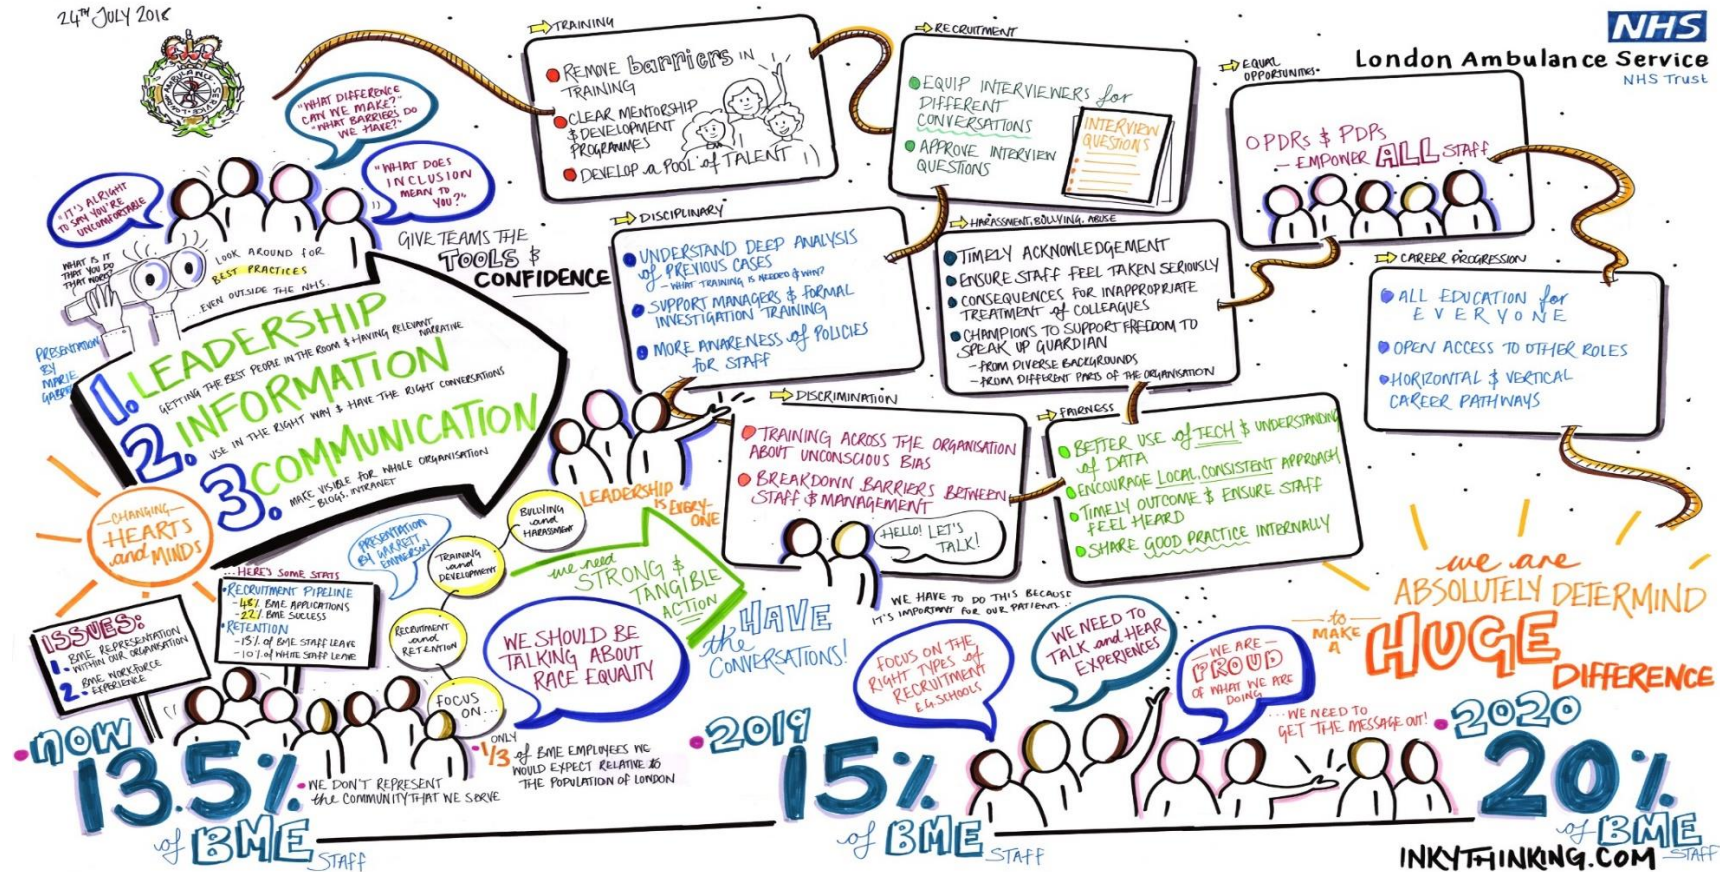 24TH JULY 2018
LONDON AMBULANCE SERVICE
NHS
London Ambulance Service
NHS Trust
"WHAT DIFFERENCE
CAN WE MAKE?"
"WHAT BARRIERS DO
WE HAVE?"
"WHAT DOES
INCLUSION
MEAN TO
YOU?"
"IT'S ALRIGHT
TO SAY YOU'RE
UNCOMFORTABLE
WHAT IS IT
THAT YOU DO
THAT WORKS?
LOOK AROUND for
BEST PRACTICES
...EVEN OUTSIDE THE NHS.
GIVE TEAMS THE
TOOLS &
CONFIDENCE
PRESENTATION
BY
MARIE
1. LEADERSHIP
GETTING THE BEST PEOPLE IN THE ROOM & HAVING RELEVANT
NARRATIVE
2. INFORMATION
USE IN THE RIGHT WAY & HAVE THE RIGHT CONVERSATIONS
3. COMMUNICATION
MAKE VISIBLE FOR WHOLE ORGANISATION
- BLOGS, INTRANET
TRAINING
REMOVE barriers IN
TRAINING
CLEAR MENTORSHIP
& DEVELOPMENT
PROGRAMMES
DEVELOP a POOL of TALENT
RECRUITMENT
EQUIP INTERVIEWERS for
DIFFERENT
CONVERSATIONS
APPROVE INTERVIEW
QUESTIONS
INTERVIEW
QUESTIONS
EQUAL
OPPORTUNITIES.
OPDRs & PDPs
- EMPOWER ALL STAFF
DISCIPLINARY
UNDERSTAND DEEP ANALYSIS
of PREVIOUS CASES
- WHAT TRAINING IS NEEDED & WHY?
SUPPORT MANAGERS & FORMAL
INVESTIGATION TRAINING
MORE AWARENESS of POLICIES
for STAFF
HARASSMENT, BULLYING, ABUSE
TIMELY ACKNOWLEDGEMENT
ENSURE STAFF FEEL TAKEN SERIOUSLY
CONSEQUENCES FOR INAPPROPRIATE
TREATMENT of COLLEAGUES
CHAMPIONS TO SUPPORT FREEDOM TO
SPEAK UP GUARDIAN
- FROM DIVERSE BACKGROUNDS
- FROM DIFFERENT PARTS OF THE ORGANISATION
CAREER PROGRESSION
ALL EDUCATION for
EVERYONE
OPEN ACCESS TO OTHER ROLES
HORIZONTAL & VERTICAL
CAREER PATHWAYS
DISCRIMINATION
TRAINING ACROSS THE ORGANISATION
ABOUT UNCONSCIOUS BIAS
BREAKDOWN BARRIERS BETWEEN
STAFF & MANAGEMENT
HELLO! LET'S
TALK!
FAIRNESS
BETTER USE of TECH & UNDERSTANDING
of DATA
ENCOURAGE LOCAL, CONSISTENT APPROACH
TIMELY OUTCOME & ENSURE STAFF
FEEL HEARD
SHARE GOOD PRACTICE INTERNALLY
LEADERSHIP
IS EVERY-
ONE
- CHANGING -
HEARTS
and MINDS
...HERE'S SOME STATS
RECRUITMENT PIPELINE
- 48% BME APPLICATIONS
- 22% BME SUCCESS
RETENTION
- 13% of BME STAFF LEAVE
- 10% of WHITE STAFF LEAVE
ISSUES:
1. BME REPRESENTATION
WITHIN OUR ORGANISATION
2. BME WORKFORCE
EXPERIENCE
PRESENTATION
BY GARRETT
EMMERSON
BULLYING
and
HARASSMENT
TRAINING
and
DEVELOPMENT
RECRUITMENT
and
RETENTION
FOCUS
ON...
we need
STRONG &
TANGIBLE
ACTION
WE SHOULD BE
TALKING ABOUT
RACE EQUALITY
HAVE
the
CONVERSATIONS!
WE HAVE TO DO THIS BECAUSE
IT'S IMPORTANT FOR OUR PATIENTS...
FOCUS ON THE
RIGHT TYPES of
RECRUITMENT
E.G. SCHOOLS
WE NEED TO
TALK and HEAR
EXPERIENCES
- WE ARE -
PROUD
OF WHAT WE ARE
DOING
...WE NEED TO
GET THE MESSAGE OUT!
we are
ABSOLUTELY DETERMIND
to
MAKE
A
HUGE
DIFFERENCE
NOW
13.5%
of BME STAFF
WE DON'T REPRESENT
the COMMUNITY THAT WE SERVE
ONLY
1/3 of BME EMPLOYEES WE
WOULD EXPECT RELATIVE to
THE POPULATION OF LONDON
2019
15%
of BME STAFF
2020
20%
of BME STAFF
INKYTHINKING.COM